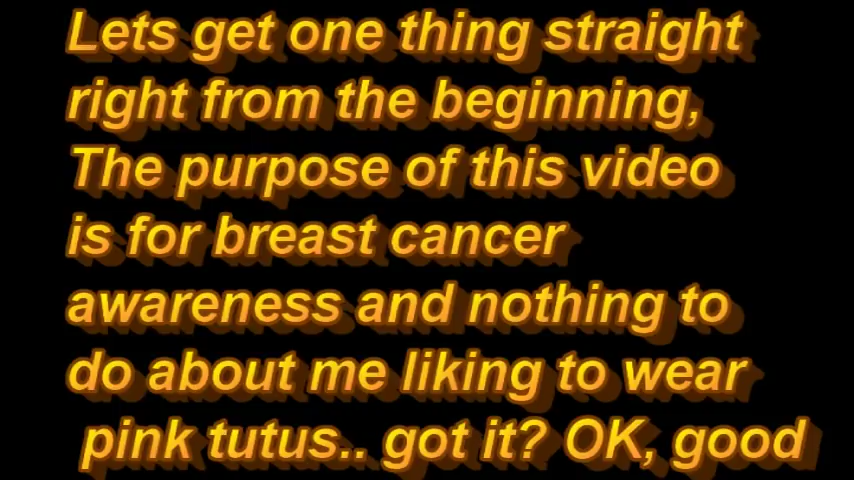 Lets get one thing straight
right from the beginning,
The purpose of this video
is for breast cancer
awareness and nothing to
do about me liking to wear
pink tutus.. got it? OK, good